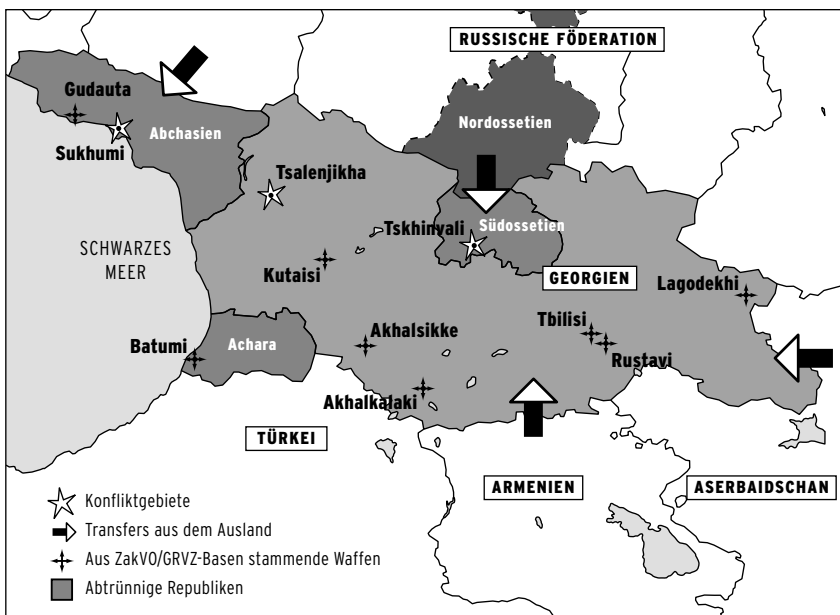 RUSSISCHE FÖDERATION
Gudauta
Abchasien
Nordossetien
Sukhumi
Tsalenjikha
Tskhinvali
Südossetien
SCHWARZES
MEER
Kutaisi
GEORGIEN
Lagodekhi
Batumi
Achara
Akhalsikke
Tbilisi
Rustavi
Akhalkalaki
TÜRKEI
ARMENIEN
ASERBAIDSCHAN
Konfliktgebiete
Transfers aus dem Ausland
Aus ZakVO/GRVZ-Basen stammende Waffen
Abtrünnige Republiken